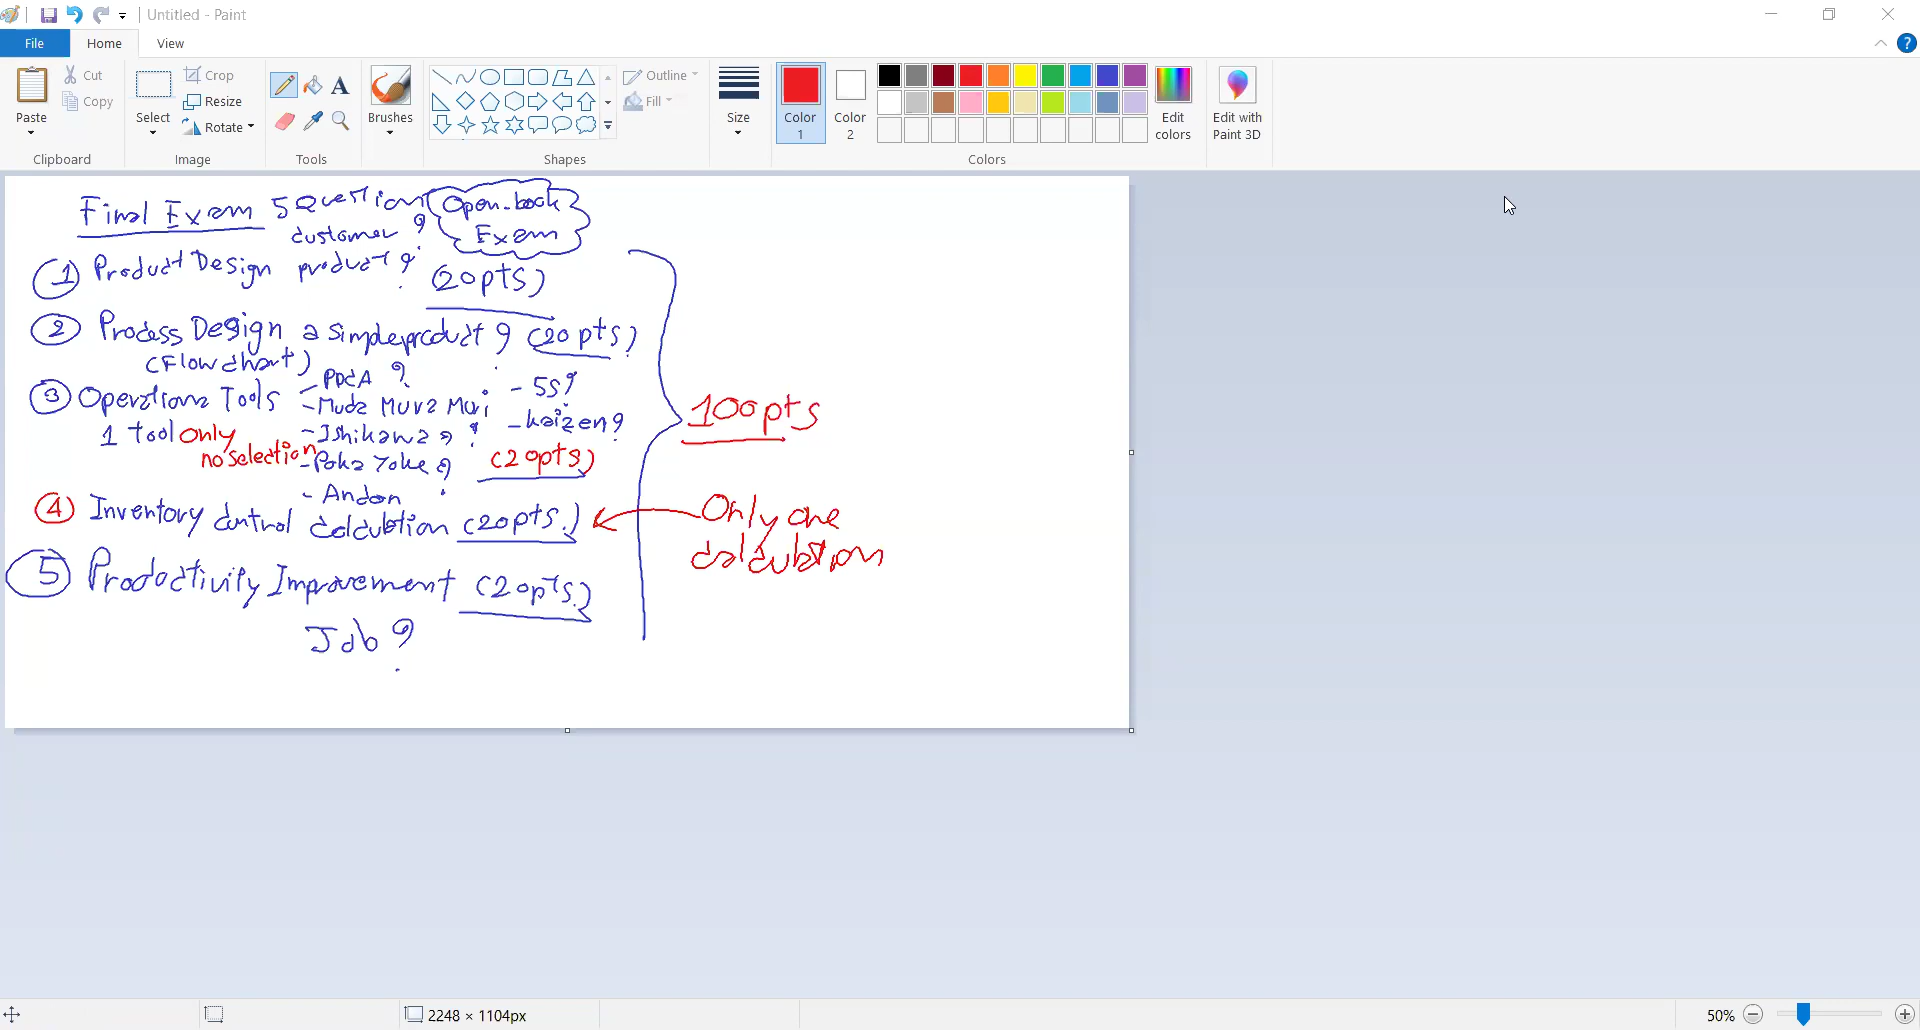 Untitled - Paint
File Home View
Paste
Cut
Copy
Clipboard
Select
Crop
Resize
Rotate
Image
Tools
Brushes
Shapes
Outline
Fill
Size
Color 1
Color 2
Colors
Edit colors
Edit with Paint 3D
Final Exam 5 Question Open-book
customer ? Exam
1 Product Design product ? (20pts)
2 Process Design a simple product ? (20pts)
(Flowchart)
3 Operations Tools - PDCA ? - 5S?
- Muda Mura Muri - Kaizen?
1 tool Only - Ishikawa ?
no selection - Poka Yoke ? (20pts)
- Andon
4 Inventory control calculation (20pts.)
5 Productivity Improvement (20pts.)
Job ?
100pts
Only one
calculation
2248 × 1104px
50%